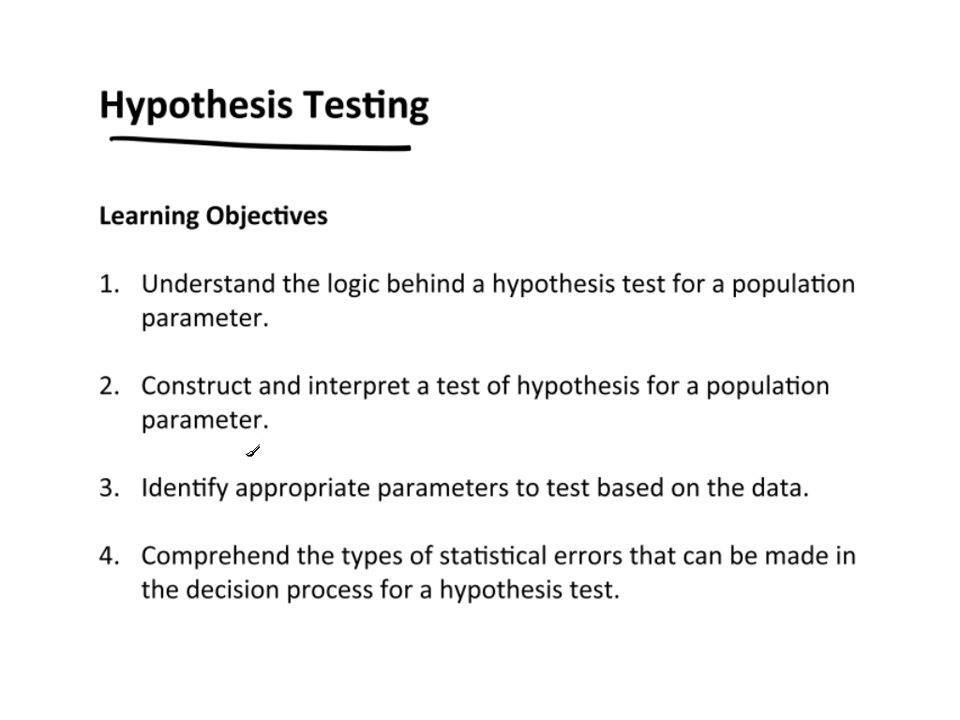 Hypothesis Testing
Learning Objectives
1. Understand the logic behind a hypothesis test for a population
parameter.
2. Construct and interpret a test of hypothesis for a population
parameter.
3. Identify appropriate parameters to test based on the data.
4. Comprehend the types of statistical errors that can be made in
the decision process for a hypothesis test.